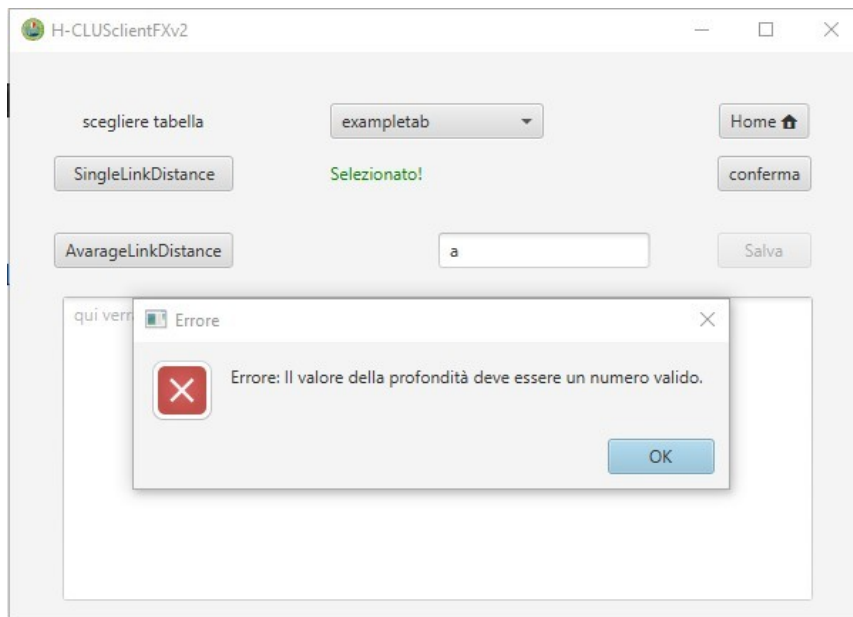 H-CLUSclientFXv2
scegliere tabella
exampletab
Home
SingleLinkDistance
Selezionato!
conferma
AvarageLinkDistance
a
Salva
qui verr
Errore
Errore: Il valore della profondità deve essere un numero valido.
OK